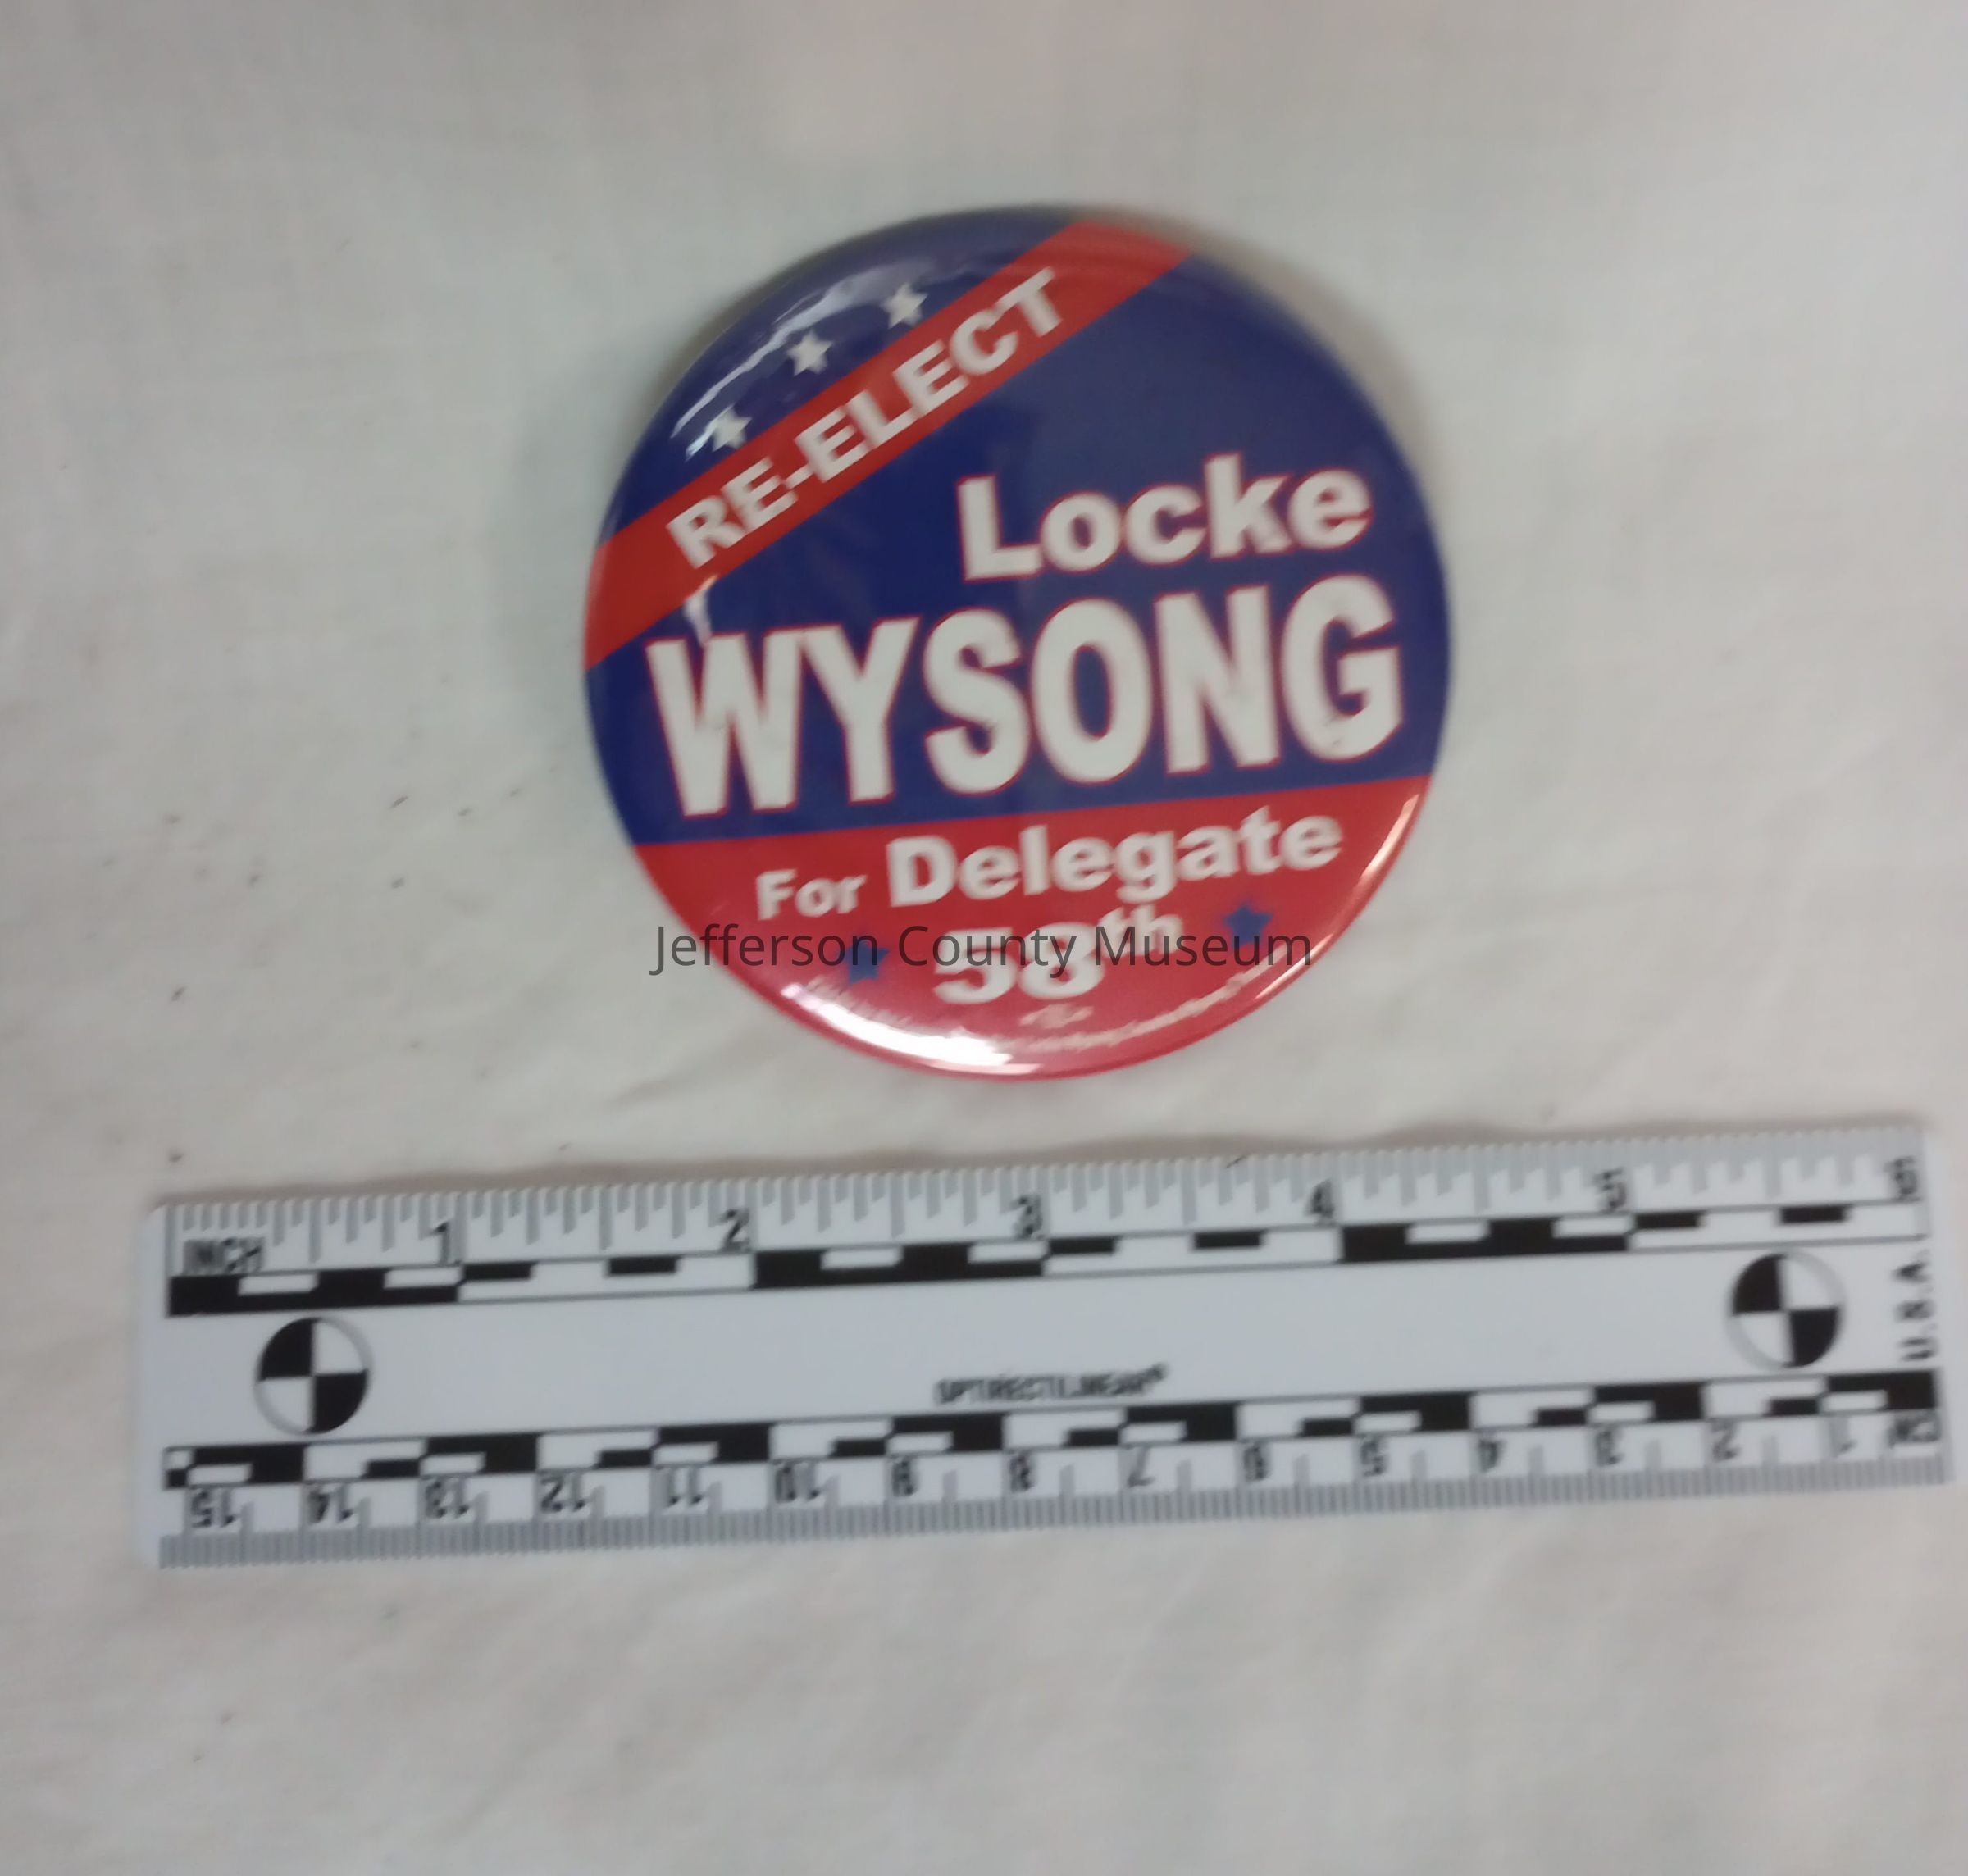 RE-ELECT
Locke
WYSONG
For Delegate
58th
Jefferson County Museum
INCH 1 2 3 4 5 6
U.S.A.
OPTIRECTILINEAR®
15 14 13 12 11 10 9 8 7 6 5 4 3 2 1 CM